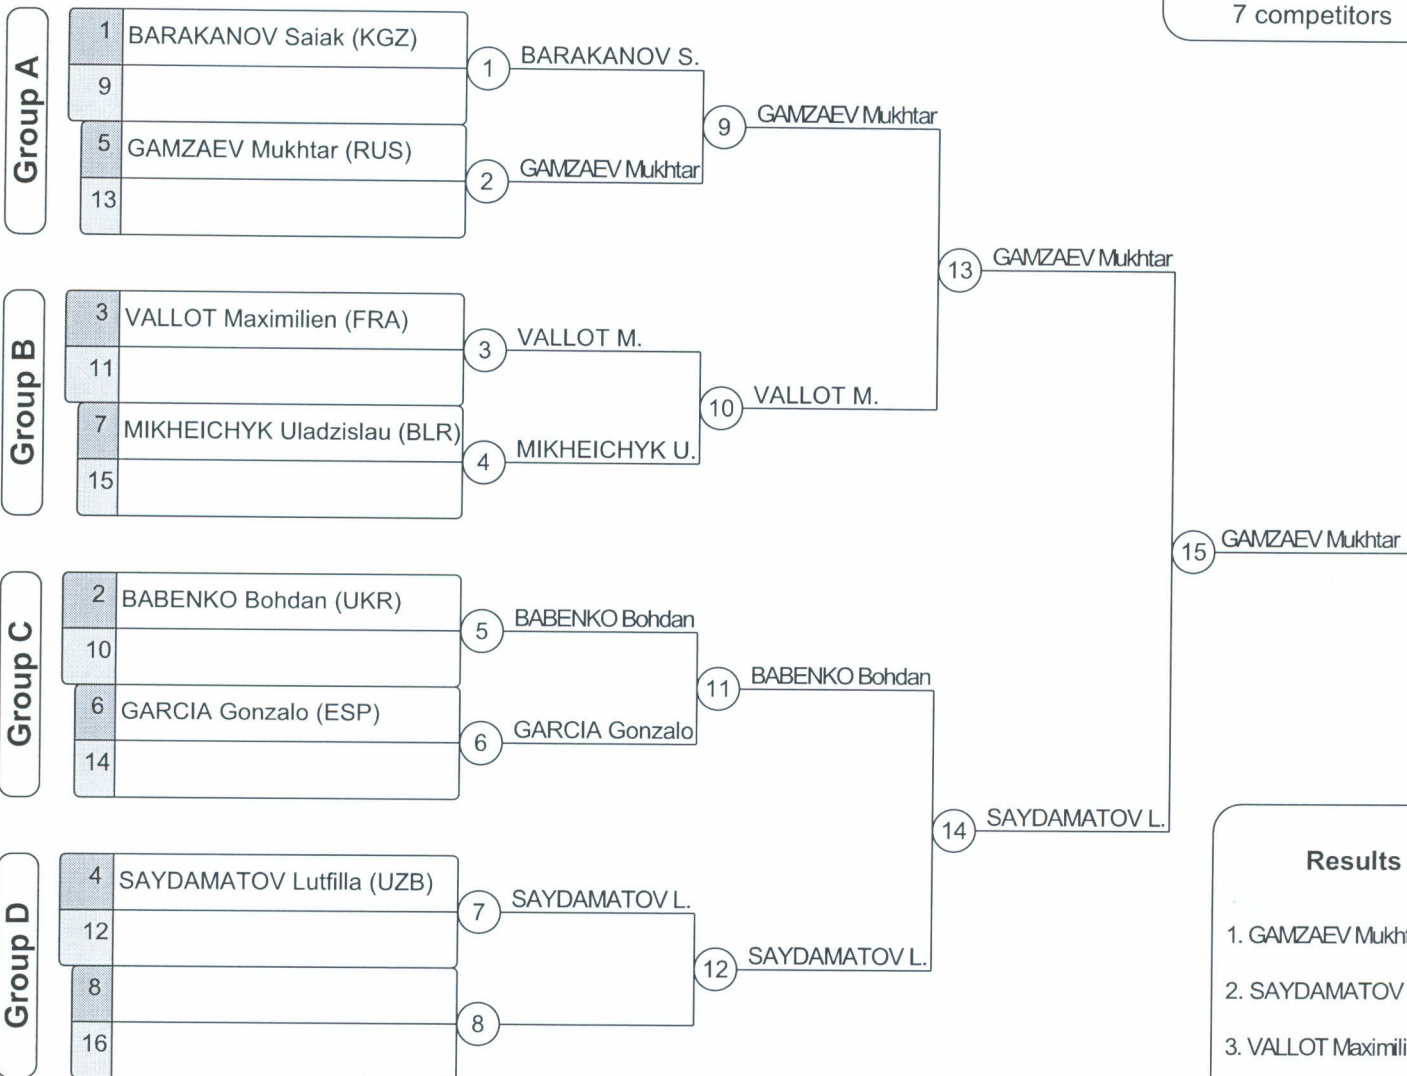 7 competitors
Group A
1 BARAKANOV Saiak (KGZ)
9
5 GAMZAEV Mukhtar (RUS)
13
1 BARAKANOV S.
2 GAMZAEV Mukhtar
9 GAMZAEV Mukhtar
13 GAMZAEV Mukhtar
Group B
3 VALLOT Maximilien (FRA)
11
7 MIKHEICHYK Uladzislau (BLR)
15
3 VALLOT M.
4 MIKHEICHYK U.
10 VALLOT M.
15 GAMZAEV Mukhtar
Group C
2 BABENKO Bohdan (UKR)
10
6 GARCIA Gonzalo (ESP)
14
5 BABENKO Bohdan
6 GARCIA Gonzalo
11 BABENKO Bohdan
14 SAYDAMATOV L.
Group D
4 SAYDAMATOV Lutfilla (UZB)
12
8
16
7 SAYDAMATOV L.
8
12 SAYDAMATOV L.
Results
1. GAMZAEV Mukh
2. SAYDAMATOV
3. VALLOT Maximili